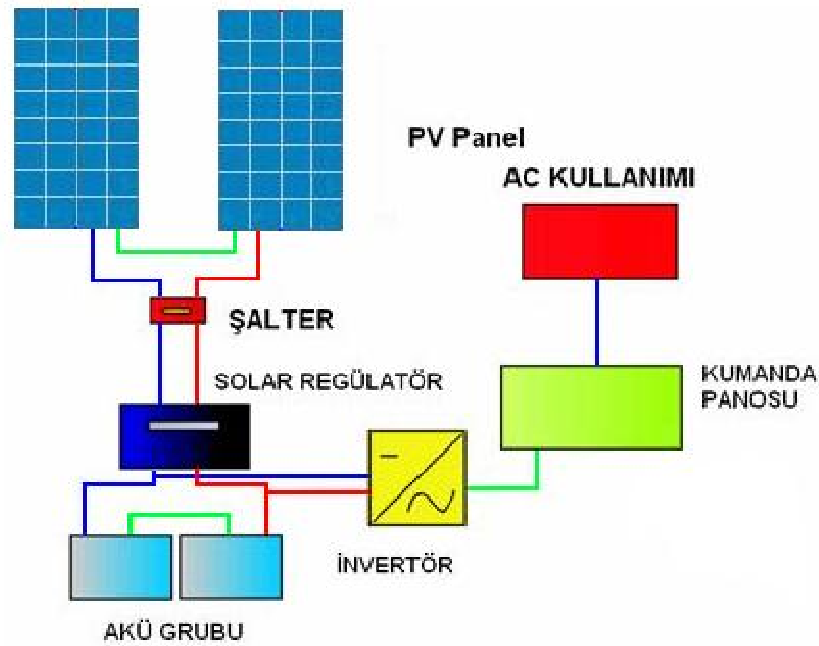 PV Panel
AC KULLANIMI
ŞALTER
SOLAR REGÜLATÖR
KUMANDA
PANOSU
İNVERTÖR
AKÜ GRUBU